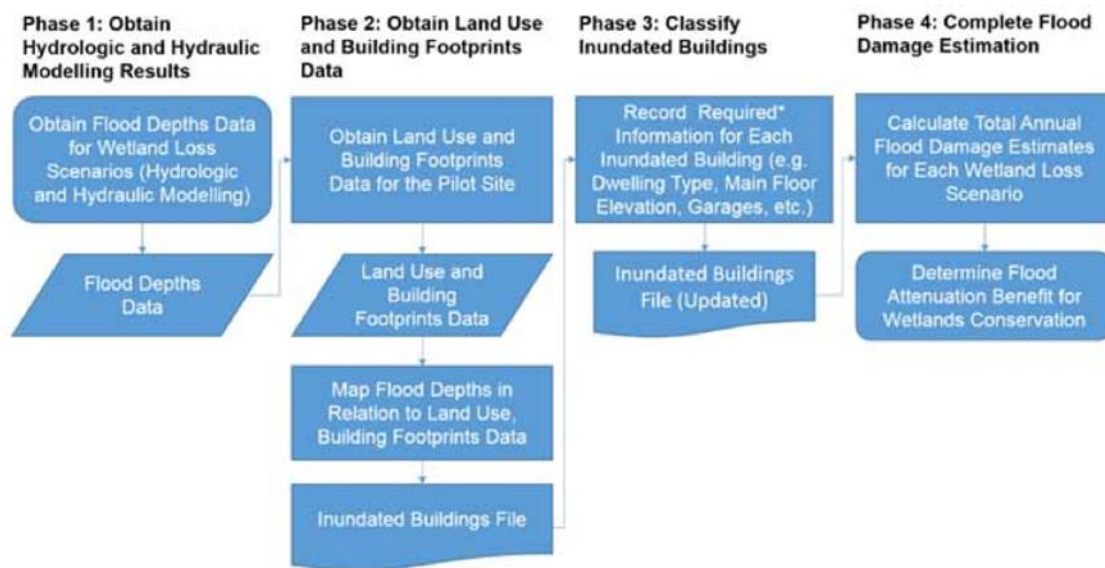 Phase 1: Obtain
Hydrologic and Hydraulic
Modelling Results
Obtain Flood Depths Data
for Wetland Loss
Scenarios (Hydrologic
and Hydraulic Modelling)
Flood Depths
Data
Phase 2: Obtain Land Use
and Building Footprints
Data
Obtain Land Use and
Building Footprints
Data for the Pilot Site
Land Use and
Building
Footprints Data
Map Flood Depths in
Relation to Land Use,
Building Footprints Data
Inundated Buildings File
Phase 3: Classify
Inundated Buildings
Record Required*
Information for Each
Inundated Building (e.g.
Dwelling Type, Main Floor
Elevation, Garages, etc.)
Inundated Buildings
File (Updated)
Phase 4: Complete Flood
Damage Estimation
Calculate Total Annual
Flood Damage Estimates
for Each Wetland Loss
Scenario
Determine Flood
Attenuation Benefit for
Wetlands Conservation